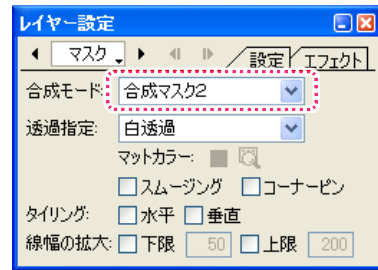 レイヤー設定
マスク
設定 エフェクト
合成モード: 合成マスク2
透過指定: 白透過
マットカラー:
スムージング コーナーピン
タイリング: 水平 垂直
線幅の拡大: 下限 50 上限 200